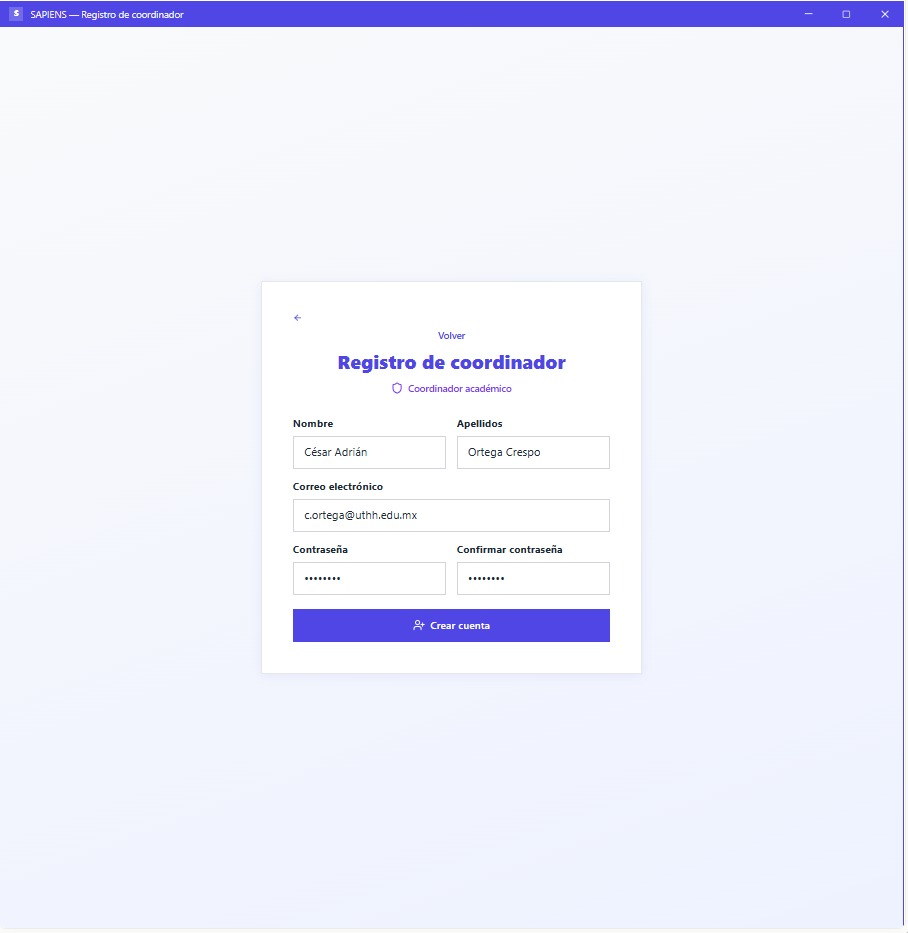 S SAPIENS — Registro de coordinador
Volver
Registro de coordinador
Coordinador académico
Nombre Apellidos
César Adrián Ortega Crespo
Correo electrónico
c.ortega@uthh.edu.mx
Contraseña Confirmar contraseña
•••••••• ••••••••
Crear cuenta